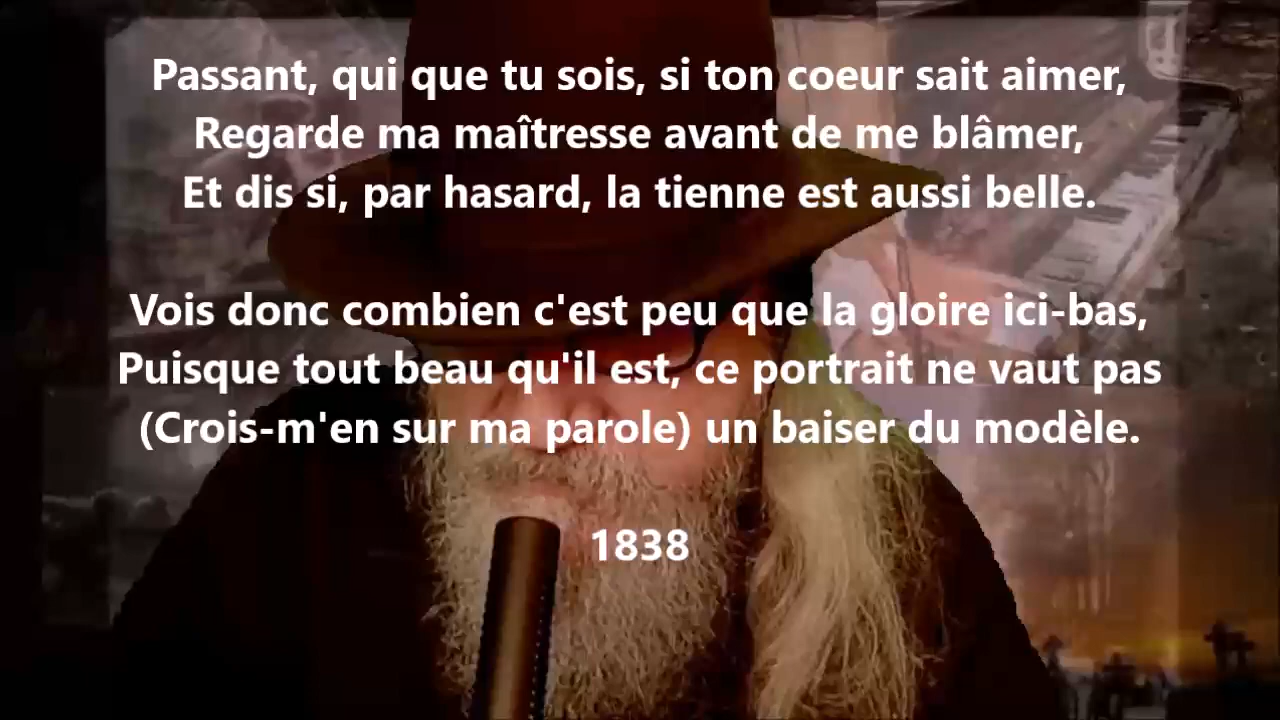 Passant, qui que tu sois, si ton coeur sait aimer,
Regarde ma maîtresse avant de me blâmer,
Et dis si, par hasard, la tienne est aussi belle.
Vois donc combien c'est peu que la gloire ici-bas,
Puisque tout beau qu'il est, ce portrait ne vaut pas
(Crois-m'en sur ma parole) un baiser du modèle.
1838